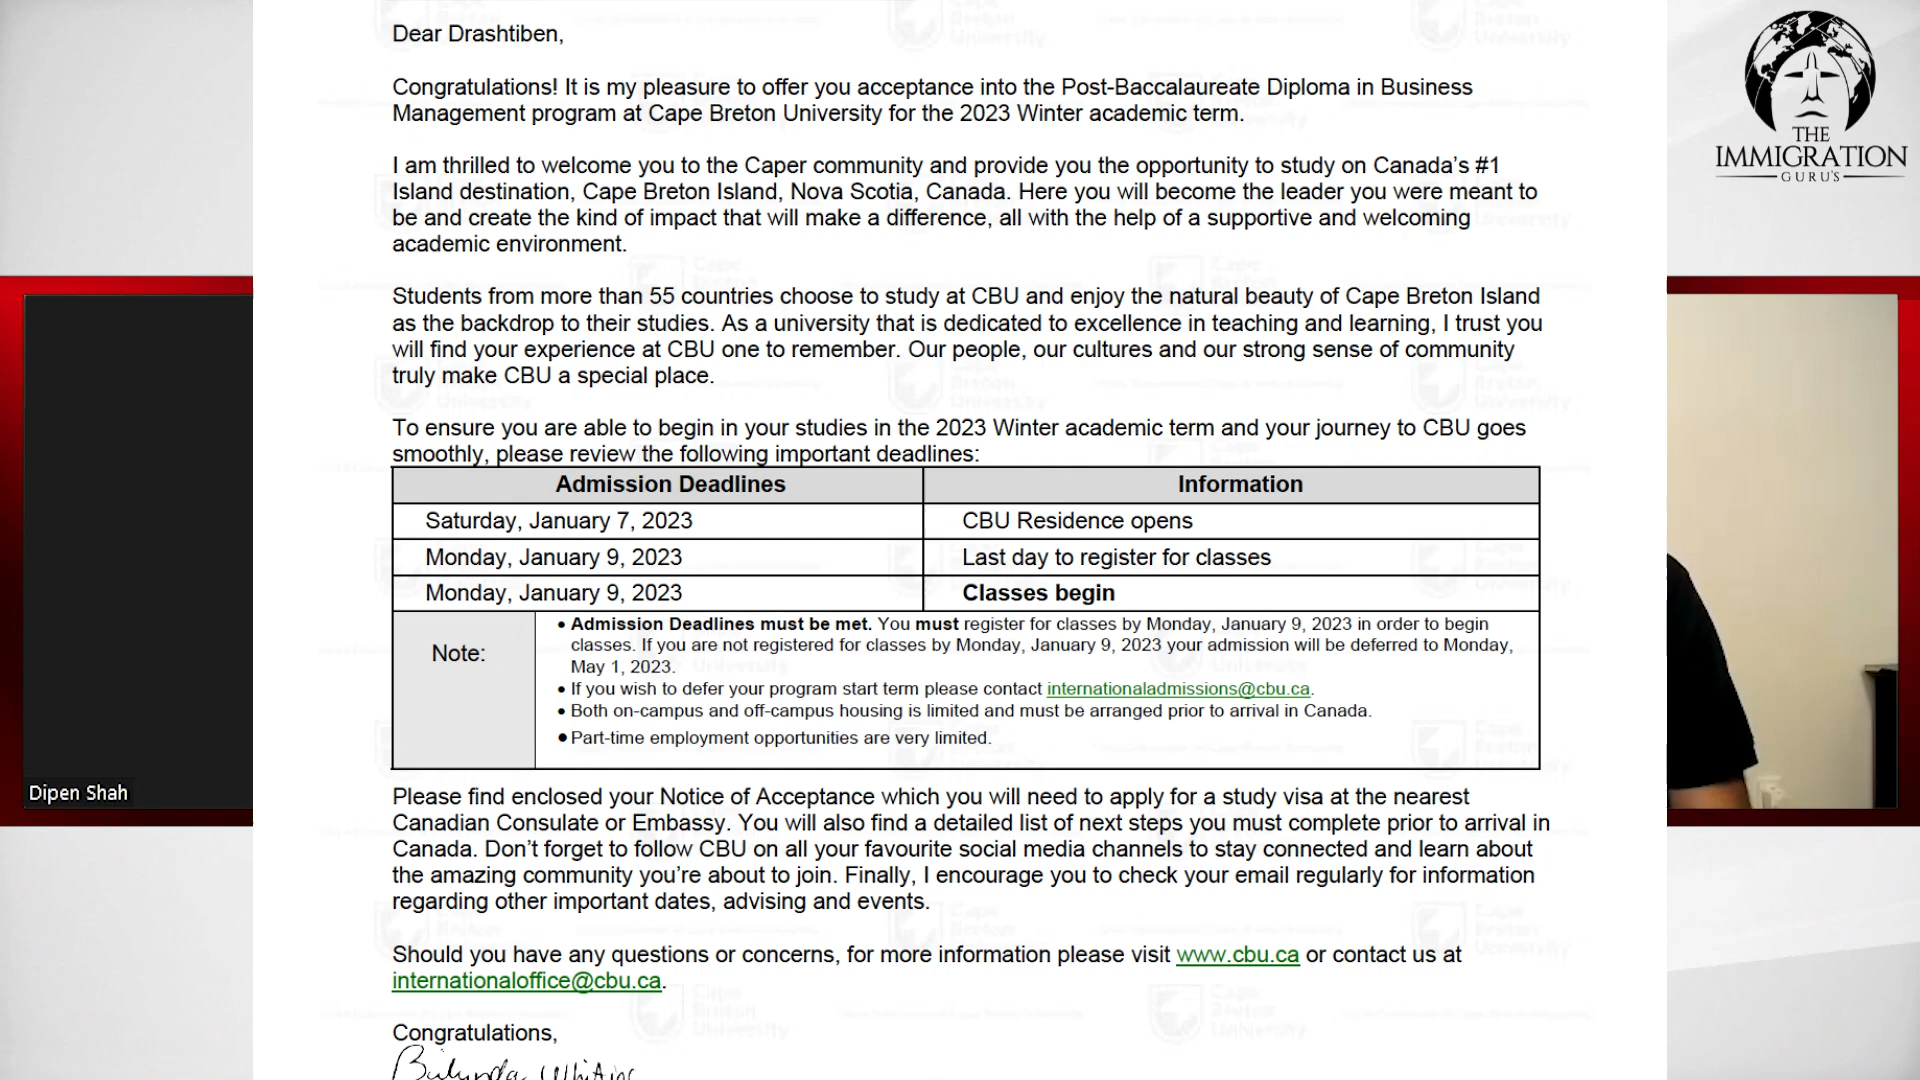 Dear Drashtiben,
Congratulations! It is my pleasure to offer you acceptance into the Post-Baccalaureate Diploma in Business
Management program at Cape Breton University for the 2023 Winter academic term.
I am thrilled to welcome you to the Caper community and provide you the opportunity to study on Canada's #1
Island destination, Cape Breton Island, Nova Scotia, Canada. Here you will become the leader you were meant to
be and create the kind of impact that will make a difference, all with the help of a supportive and welcoming
academic environment.
Students from more than 55 countries choose to study at CBU and enjoy the natural beauty of Cape Breton Island
as the backdrop to their studies. As a university that is dedicated to excellence in teaching and learning, I trust you
will find your experience at CBU one to remember. Our people, our cultures and our strong sense of community
truly make CBU a special place.
To ensure you are able to begin in your studies in the 2023 Winter academic term and your journey to CBU goes
smoothly, please review the following important deadlines:
Admission Deadlines Information
Saturday, January 7, 2023 CBU Residence opens
Monday, January 9, 2023 Last day to register for classes
Monday, January 9, 2023 Classes begin
Note:
• Admission Deadlines must be met. You must register for classes by Monday, January 9, 2023 in order to begin
classes. If you are not registered for classes by Monday, January 9, 2023 your admission will be deferred to Monday,
May 1, 2023.
• If you wish to defer your program start term please contact internationaladmissions@cbu.ca.
• Both on-campus and off-campus housing is limited and must be arranged prior to arrival in Canada.
• Part-time employment opportunities are very limited.
Please find enclosed your Notice of Acceptance which you will need to apply for a study visa at the nearest
Canadian Consulate or Embassy. You will also find a detailed list of next steps you must complete prior to arrival in
Canada. Don't forget to follow CBU on all your favourite social media channels to stay connected and learn about
the amazing community you're about to join. Finally, I encourage you to check your email regularly for information
regarding other important dates, advising and events.
Should you have any questions or concerns, for more information please visit www.cbu.ca or contact us at
internationaloffice@cbu.ca.
Congratulations,
THE
IMMIGRATION
GURU'S
Dipen Shah